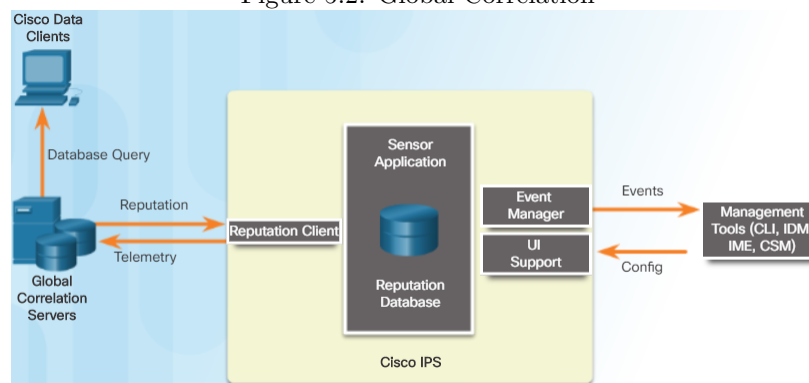 Figure 5.2: Global Correlation
Cisco Data
Clients
Database Query
Reputation
Telemetry
Global
Correlation
Servers
Reputation Client
Sensor
Application
Reputation
Database
Event
Manager
UI
Support
Cisco IPS
Events
Config
Management
Tools (CLI, IDM
IME, CSM)